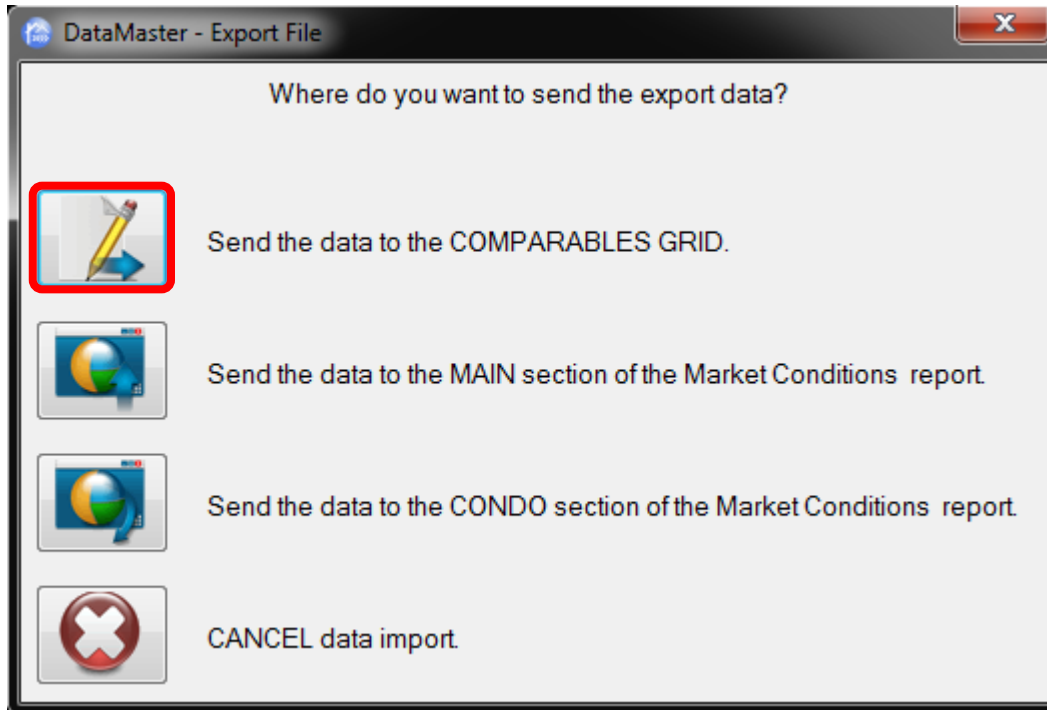 DataMaster - Export File
Where do you want to send the export data?
Send the data to the COMPARABLES GRID.
Send the data to the MAIN section of the Market Conditions report.
Send the data to the CONDO section of the Market Conditions report.
CANCEL data import.